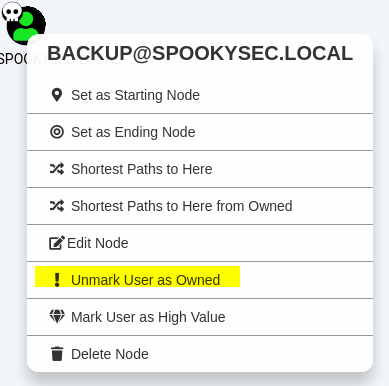 BACKUP@SPOOKYSEC.LOCAL
Set as Starting Node
Set as Ending Node
Shortest Paths to Here
Shortest Paths to Here from Owned
Edit Node
Unmark User as Owned
Mark User as High Value
Delete Node